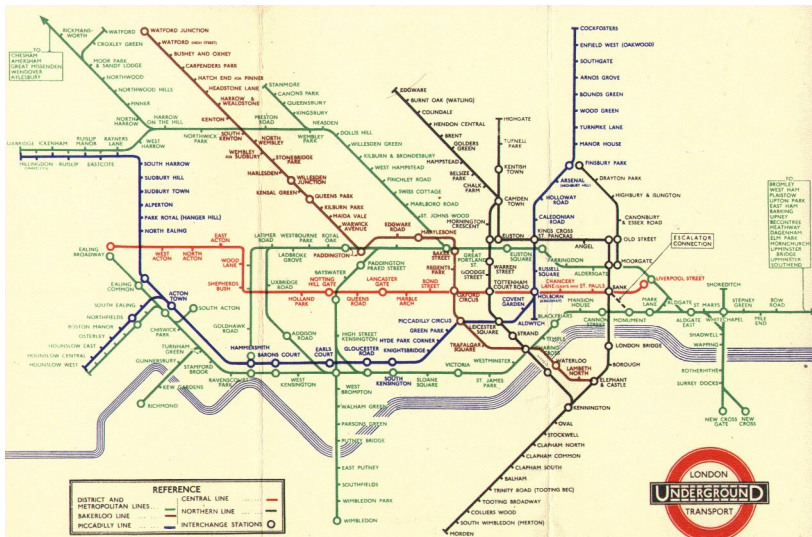 COCKFOSTERS
ENFIELD WEST (OAKWOOD)
SOUTHGATE
ARNOS GROVE
BOUNDS GREEN
WOOD GREEN
TURNPIKE LANE
MANOR HOUSE
RICKMANS-
WORTH
WATFORD
CROXLEY GREEN
MOOR PARK
& SANDY LODGE
NORTHWOOD
NORTHWOOD HILLS
PINNER
NORTH
HARROW
TO
CHESHAM
AMERSHAM
GREAT MISSENDEN
WENDOVER
AYLESBURY
WATFORD JUNCTION
WATFORD (HIGH STREET)
BUSHEY AND OXHEY
CARPENDERS PARK
HATCH END FOR PINNER
HEADSTONE LANE
HARROW &
WEALDSTONE
KENTON
SOUTH
KENTON
NORTH
WEMBLEY
WEMBLEY
FOR SUDBURY
STONEBRIDGE
PARK
HARLESDEN
WILLESDEN
JUNCTION
KENSAL GREEN
QUEENS PARK
KILBURN PARK
MAIDA VALE
WARWICK
AVENUE
STANMORE
CANONS PARK
QUEENSBURY
KINGSBURY
HARROW
ON THE HILL
NORTHWICK
PARK
PRESTON
ROAD
WEMBLEY
PARK
NEASDEN
DOLLIS HILL
WILLESDEN GREEN
KILBURN & BRONDESBURY
WEST HAMPSTEAD
FINCHLEY ROAD
SWISS COTTAGE
MARLBORO ROAD
ST. JOHNS WOOD
EDGWARE
BURNT OAK (WATLING)
COLINDALE
HENDON CENTRAL
BRENT
GOLDERS
GREEN
HAMPSTEAD
BELSIZE
PARK
CHALK
FARM
HIGHGATE
TUFNELL
PARK
KENTISH
TOWN
CAMDEN
TOWN
MORNINGTON
CRESCENT
FINSBURY PARK
DRAYTON PARK
HIGHBURY & ISLINGTON
CANONBURY
& ESSEX ROAD
ARSENAL
(HIGHBURY HILL)
HOLLOWAY
ROAD
CALEDONIAN
ROAD
UXBRIDGE
ICKENHAM
RUISLIP
MANOR
RAYNERS
LANE
WEST
HARROW
HILLINGDON
RUISLIP
EASTCOTE
SOUTH HARROW
SUDBURY HILL
SUDBURY TOWN
ALPERTON
PARK ROYAL (HANGER HILL)
NORTH EALING
EALING
BROADWAY
WEST
ACTON
NORTH
ACTON
EAST
ACTON
WOOD
LANE
SHEPHERDS
BUSH
LATIMER
ROAD
WESTBOURNE
PARK
ROYAL
OAK
LADBROKE
GROVE
UXBRIDGE
ROAD
PADDINGTON
EDGWARE
ROAD
MARYLEBONE
BAKER
STREET
REGENTS
PARK
GREAT
PORTLAND
ST.
EUSTON
KINGS CROSS
ST. PANCRAS
EUSTON
SQUARE
ANGEL
OLD STREET
MOORGATE
ESCALATOR
CONNECTION
FARRINGDON
ALDERSGATE
LIVERPOOL STREET
PADDINGTON
PRAED STREET
BAYSWATER
NOTTING
HILL GATE
HOLLAND
PARK
QUEENS
ROAD
LANCASTER
GATE
MARBLE
ARCH
BOND
STREET
OXFORD
CIRCUS
GOODGE
STREET
WARREN
STREET
TOTTENHAM
COURT ROAD
RUSSELL
SQUARE
CHANCERY
LANE
ST. PAULS
BANK
HOLBORN
(KINGSWAY)
COVENT
GARDEN
ALDWYCH
EALING
COMMON
ACTON
TOWN
SOUTH EALING
NORTHFIELDS
BOSTON MANOR
OSTERLEY
HOUNSLOW EAST
HOUNSLOW CENTRAL
HOUNSLOW WEST
CHISWICK
PARK
SOUTH ACTON
GUNNERSBURY
TURNHAM
GREEN
STAMFORD
BROOK
KEW GARDENS
RICHMOND
RAVENSCOURT
PARK
GOLDHAWK
ROAD
HAMMERSMITH
BARONS COURT
WEST
KENSINGTON
ADDISON
ROAD
HIGH STREET
KENSINGTON
EARLS
COURT
GLOUCESTER
ROAD
SOUTH
KENSINGTON
KNIGHTSBRIDGE
HYDE PARK CORNER
GREEN PARK
PICCADILLY CIRCUS
LEICESTER
SQUARE
TRAFALGAR
SQUARE
STRAND
CHARING
CROSS
SLOANE
SQUARE
VICTORIA
ST. JAMES
PARK
WESTMINSTER
TEMPLE
BLACKFRIARS
MANSION
HOUSE
CANNON
STREET
MONUMENT
MARK
LANE
ALDGATE
ALDGATE
EAST
ST. MARYS
WHITECHAPEL
SHOREDITCH
STEPNEY
GREEN
MILE
END
BOW
ROAD
SHADWELL
WAPPING
ROTHERHITHE
SURREY DOCKS
NEW CROSS
GATE
NEW
CROSS
TO
BROMLEY
WEST HAM
PLAISTOW
UPTON PARK
EAST HAM
BARKING
UPNEY
BECONTREE
HEATHWAY
DAGENHAM
ELM PARK
HORNCHURCH
UPMINSTER
BRIDGE
UPMINSTER
SOUTHEND
WATERLOO
LAMBETH
NORTH
LONDON BRIDGE
BOROUGH
ELEPHANT
& CASTLE
KENNINGTON
OVAL
STOCKWELL
CLAPHAM NORTH
CLAPHAM COMMON
CLAPHAM SOUTH
BALHAM
TRINITY ROAD (TOOTING BEC)
TOOTING BROADWAY
COLLIERS WOOD
SOUTH WIMBLEDON (MERTON)
MORDEN
WEST
BROMPTON
WALHAM GREEN
PARSONS GREEN
PUTNEY BRIDGE
EAST PUTNEY
SOUTHFIELDS
WIMBLEDON PARK
WIMBLEDON
REFERENCE
DISTRICT AND
METROPOLITAN LINES
BAKERLOO LINE
PICCADILLY LINE
CENTRAL LINE
NORTHERN LINE
INTERCHANGE STATIONS
LONDON
UNDERGROUND
TRANSPORT